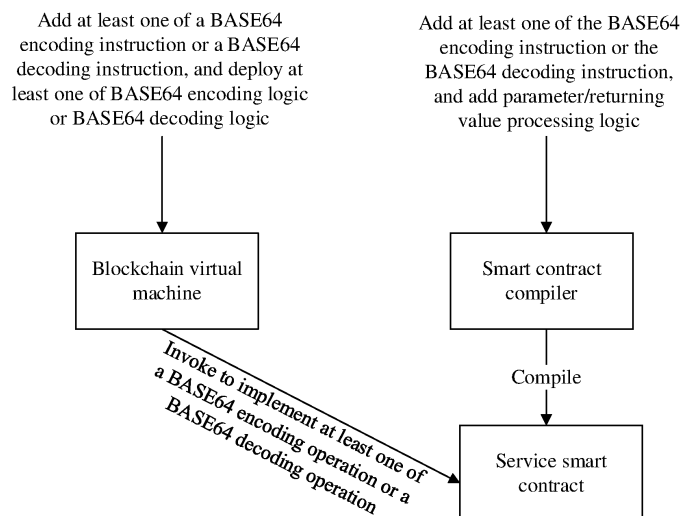 Add at least one of a BASE64
encoding instruction or a BASE64
decoding instruction, and deploy at
least one of BASE64 encoding logic
or BASE64 decoding logic
Add at least one of the BASE64
encoding instruction or the
BASE64 decoding instruction,
and add parameter/returning
value processing logic
Blockchain virtual
machine
Smart contract
compiler
Invoke to implement at least one of
a BASE64 encoding operation or a
BASE64 decoding operation
Compile
Service smart
contract